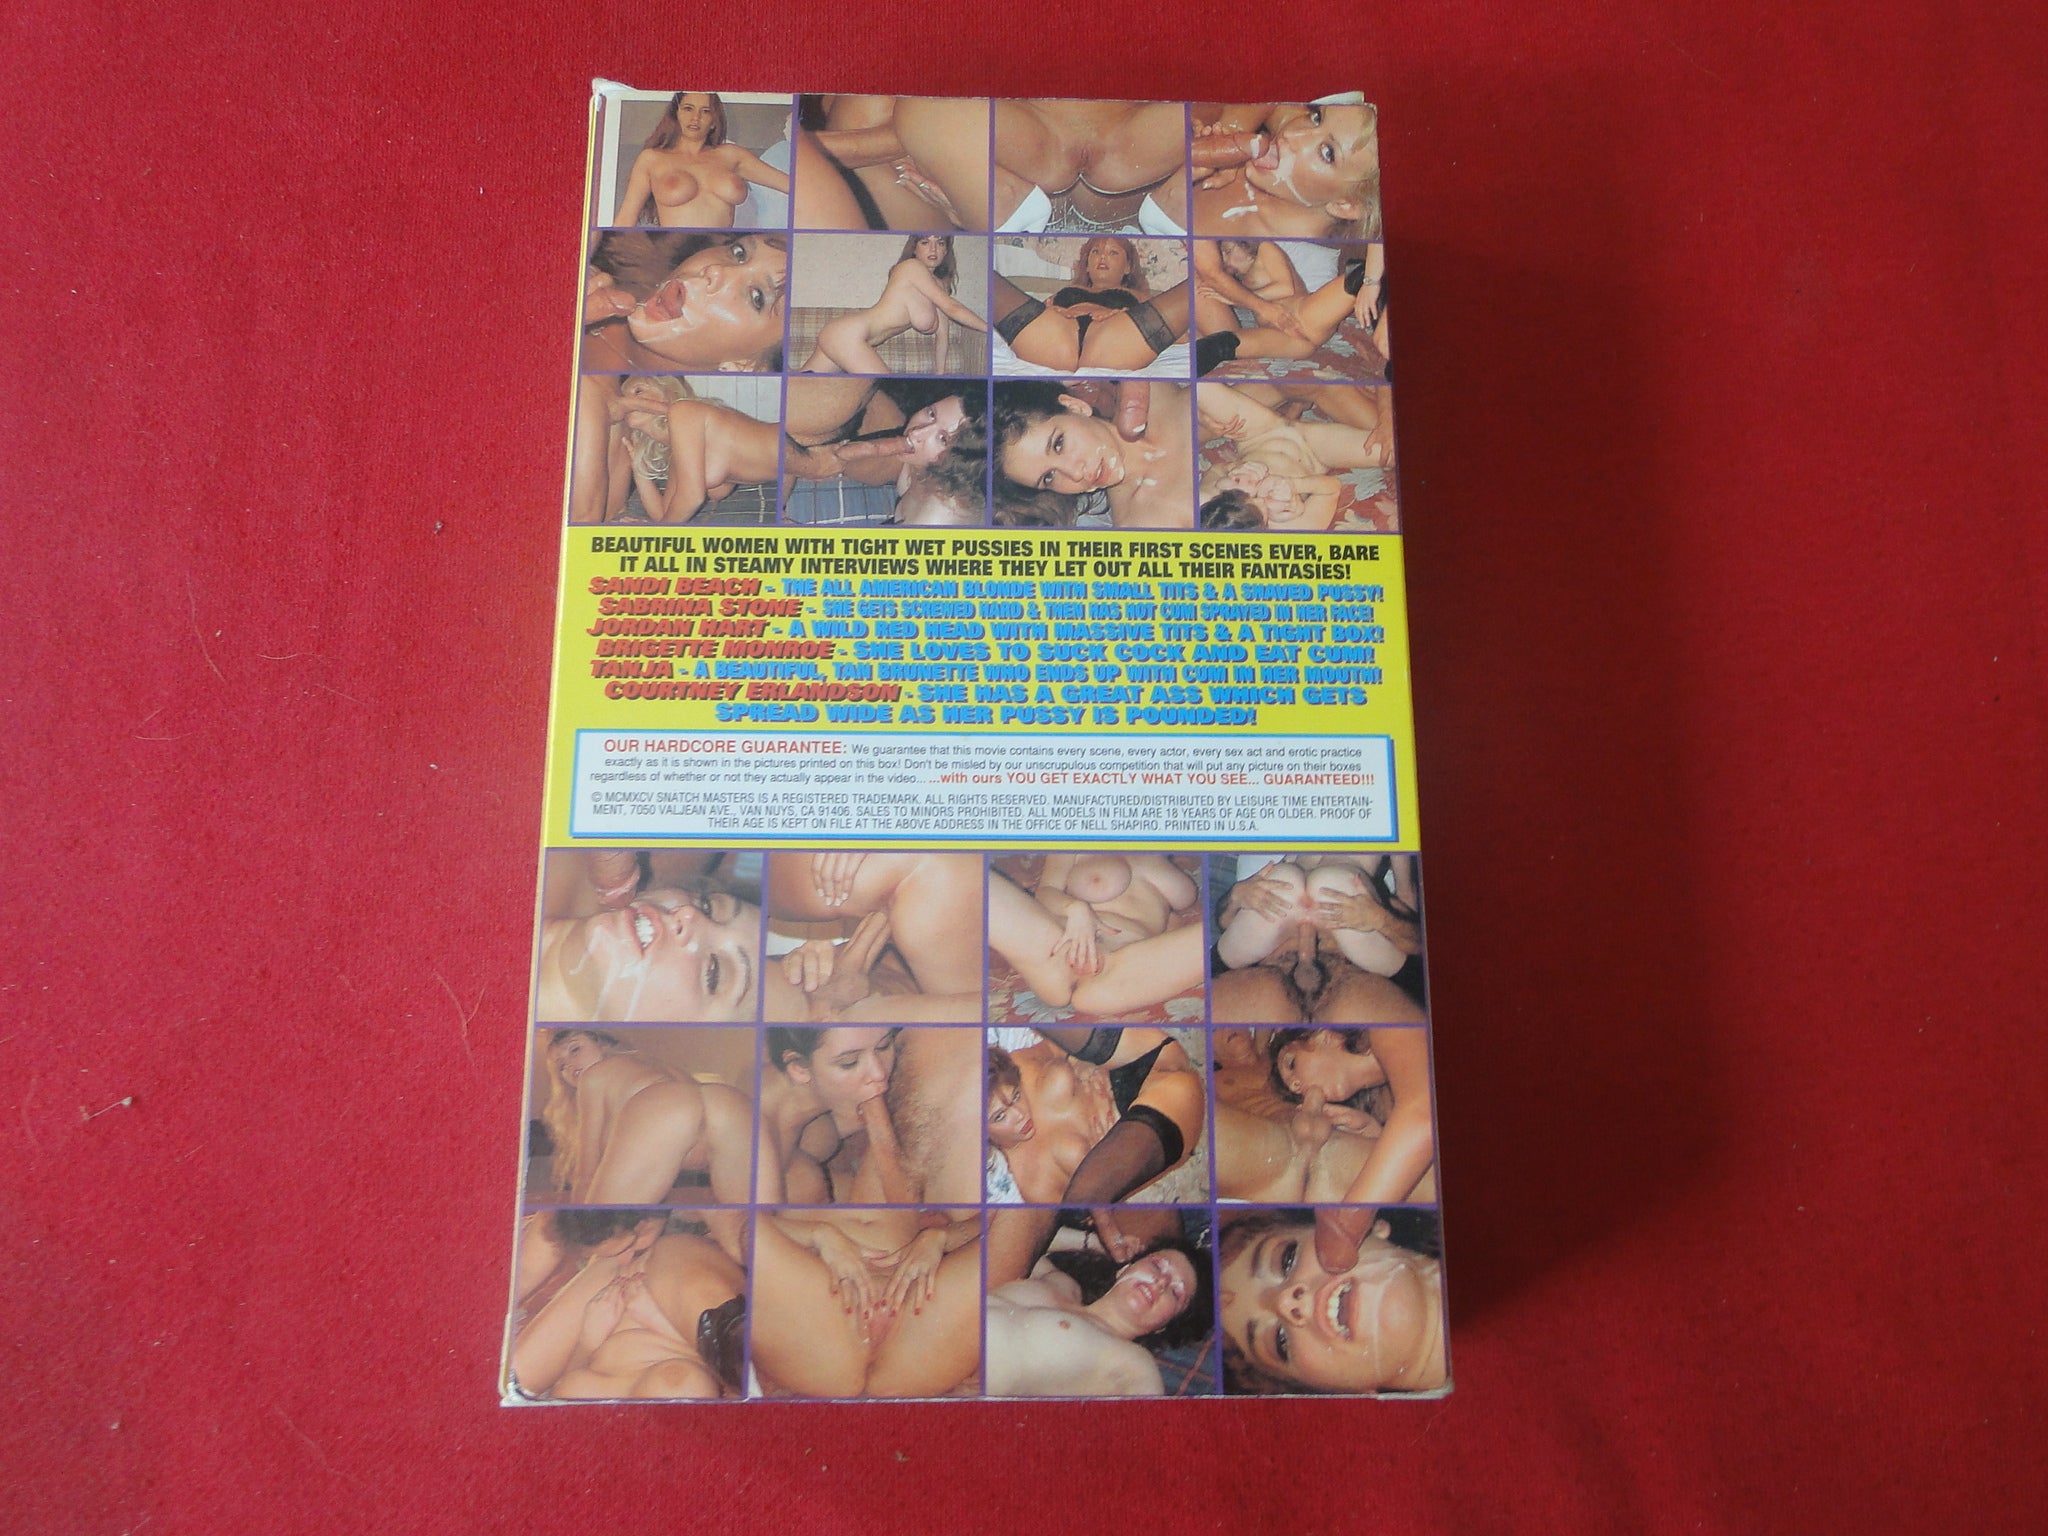 BEAUTIFUL WOMEN WITH TIGHT WET PUSSIES IN THEIR FIRST SCENES EVER, BARE
IT ALL IN STEAMY INTERVIEWS WHERE THEY LET OUT ALL THEIR FANTASIES!
SANDI BEACH - THE ALL AMERICAN BLONDE WITH SMALL TITS & A SHAVED PUSSY!
SABRINA STONE - SHE GETS SCREWED HARD & THEN HAS HOT CUM SPRAYED IN HER FACE!
JORDAN HART - A WILD RED HEAD WITH MASSIVE TITS & A TIGHT BOX!
BRIGETTE MONROE - SHE LOVES TO SUCK COCK AND EAT CUM!
TANJA - A BEAUTIFUL, TAN BRUNETTE WHO ENDS UP WITH CUM IN HER MOUTH!
COURTNEY ERLANDSON - SHE HAS A GREAT ASS WHICH GETS
SPREAD WIDE AS HER PUSSY IS POUNDED!
OUR HARDCORE GUARANTEE: We guarantee that this movie contains every scene, every actor, every sex act and erotic practice
exactly as it is shown in the pictures printed on this box! Don't be misled by our unscrupulous competition that will put any picture on their boxes
regardless of whether or not they actually appear in the video... ...with ours YOU GET EXACTLY WHAT YOU SEE... GUARANTEED!!!
© MCMXCV SNATCH MASTERS IS A REGISTERED TRADEMARK. ALL RIGHTS RESERVED. MANUFACTURED/DISTRIBUTED BY LEISURE TIME ENTERTAIN-
MENT, 7050 VALJEAN AVE., VAN NUYS, CA 91406. SALES TO MINORS PROHIBITED. ALL MODELS IN FILM ARE 18 YEARS OF AGE OR OLDER. PROOF OF
THEIR AGE IS KEPT ON FILE AT THE ABOVE ADDRESS IN THE OFFICE OF NELL SHAPIRO. PRINTED IN U.S.A.